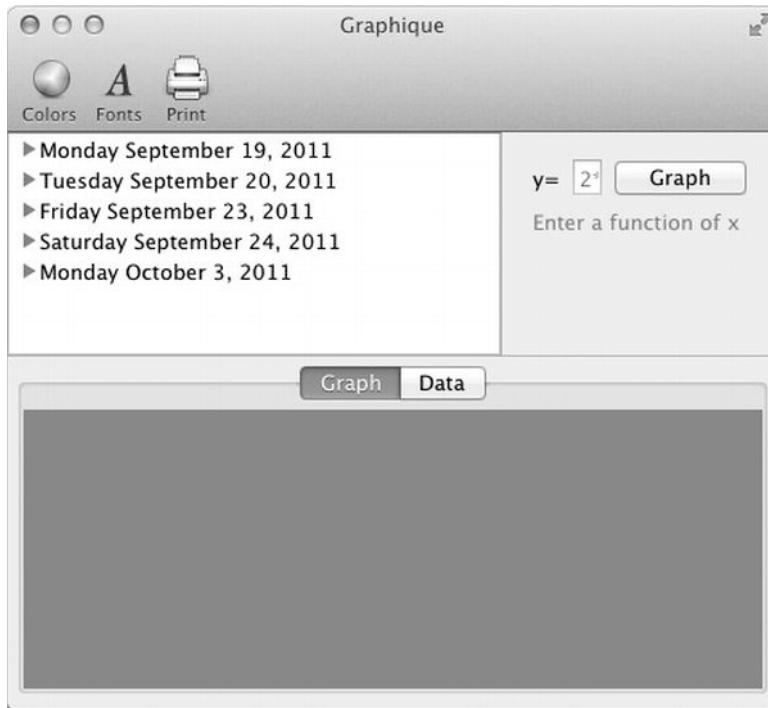 Graphique
Colors Fonts Print
Monday September 19, 2011
Tuesday September 20, 2011
Friday September 23, 2011
Saturday September 24, 2011
Monday October 3, 2011
y= Graph
Enter a function of x
Graph Data